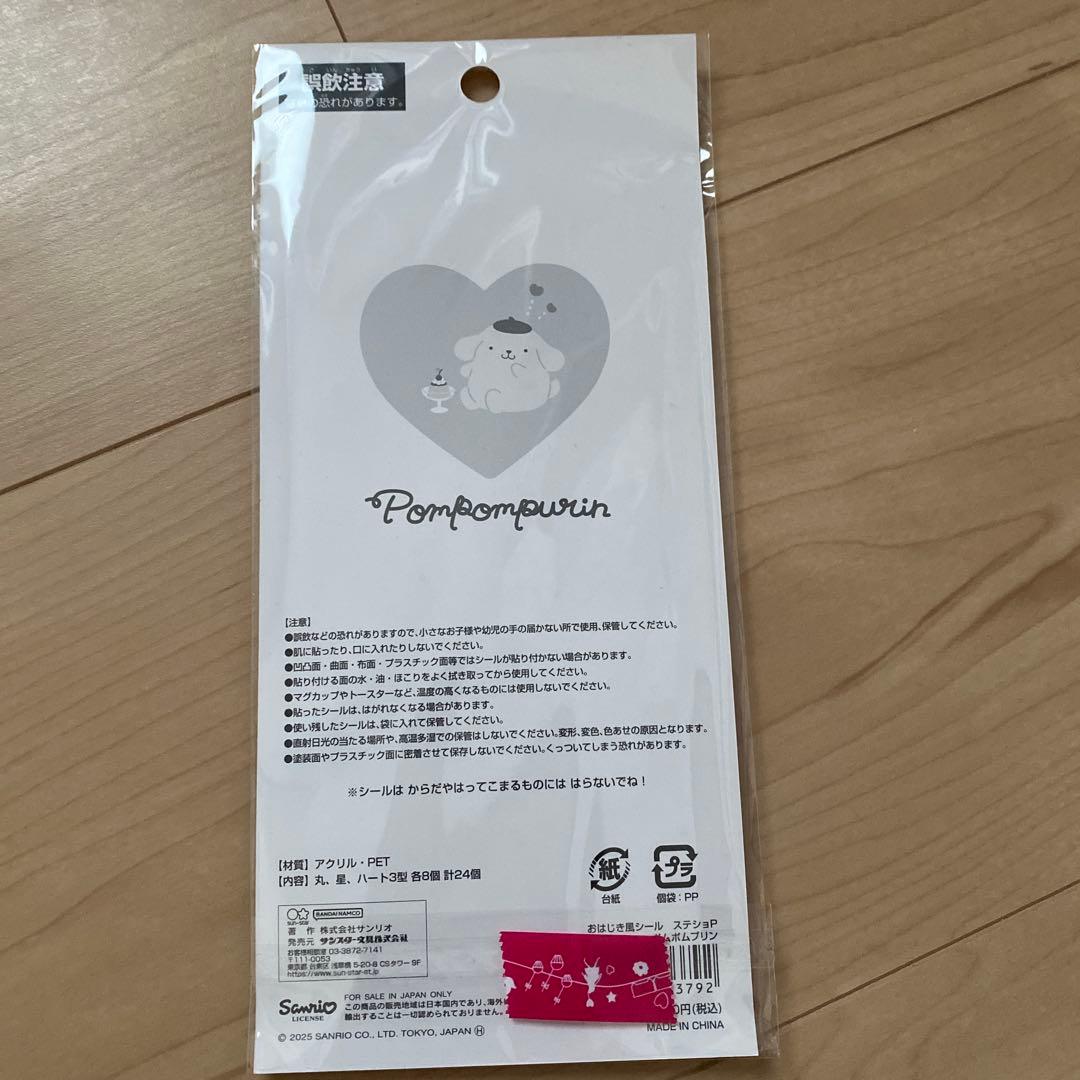 誤飲注意
の恐れがあります。
Pompompurin
【注意】
●誤飲などの恐れがありますので、小さなお子様や幼児の手の届かない所で使用、保管してください。
●肌に貼ったり、口に入れたりしないでください。
●凹凸面・曲面・布面・プラスチック面等ではシールが貼り付かない場合があります。
●貼り付ける面の水・油・ほこりをよく拭き取ってから使用してください。
●マグカップやトースターなど、温度の高くなるものには使用しないでください。
●貼ったシールは、はがれなくなる場合があります。
●使い残したシールは、袋に入れて保管してください。
●直射日光の当たる場所や、高温多湿での保管はしないでください。変形、変色、色あせの原因となります。
●塗装面やプラスチック面に密着させて保存しないでください。くっついてしまう恐れがあります。
※シールは からだやはってこまるものには はらないでね！
【材質】 アクリル・PET
【内容】 丸、星、ハート3型 各8個 計24個
紙
台紙
プラ
個袋：PP
sun-star
BANDAI NAMCO
著 作 株式会社サンリオ
発売元 サンスター文具株式会社
お客様相談室 03-3872-7141
〒111-0053
東京都 台東区 浅草橋 5-20-8 CSタワー 9F
https://www.sun-star-st.jp
おはじき風シール ステショP
ムポムプリン
3792
0円(税込)
MADE IN CHINA
Sanrio
LICENSE
FOR SALE IN JAPAN ONLY
この商品の販売地域は日本国内であり、海外
輸出することは一切認められておりません。
© 2025 SANRIO CO., LTD. TOKYO, JAPAN Ⓗ